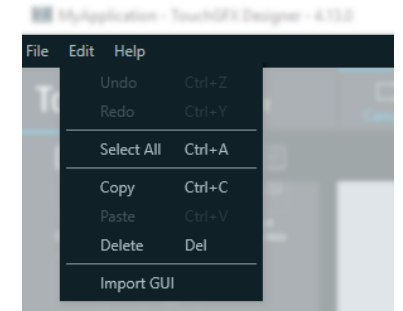 MyApplication - TouchGFX Designer - 4.13.0
File Edit Help
Undo Ctrl+Z
Redo Ctrl+Y
Select All Ctrl+A
Copy Ctrl+C
Paste Ctrl+V
Delete Del
Import GUI